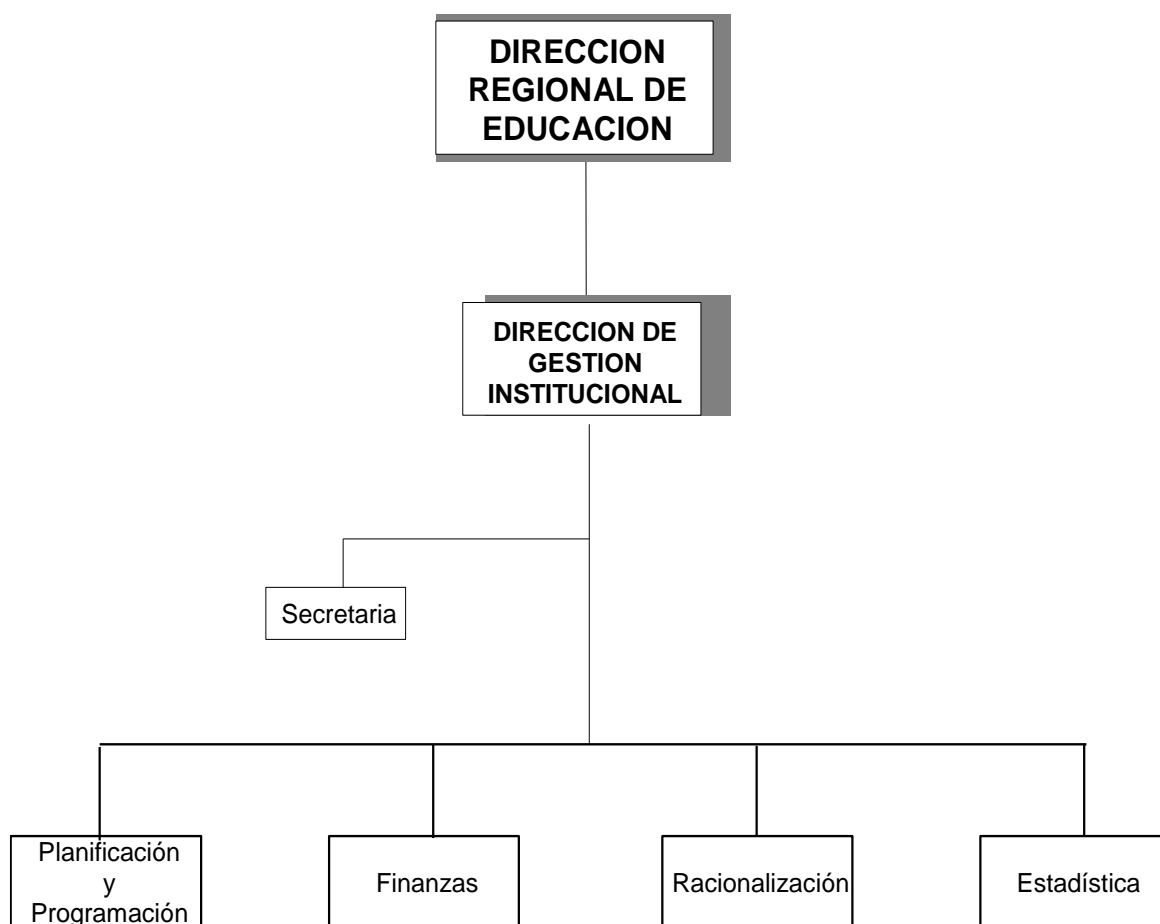 DIRECCION
REGIONAL DE
EDUCACION
DIRECCION DE
GESTION
INSTITUCIONAL
Secretaria
Planificación
y
Programación
Finanzas
Racionalización
Estadística